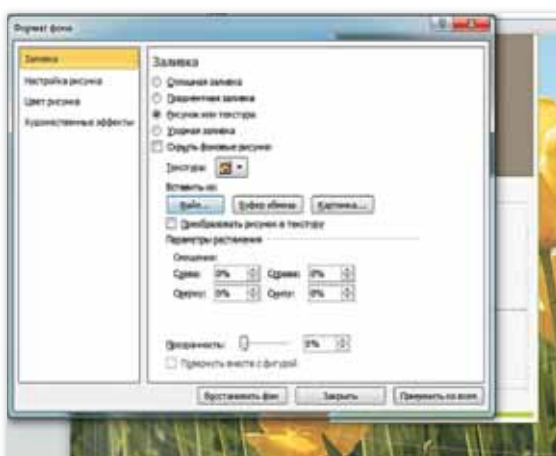 Формат фона
Заливка
Настройка рисунка
Цвет рисунка
Художественные эффекты
Заливка
Сплошная заливка
Градиентная заливка
Рисунок или текстура
Узорная заливка
Скрыть фоновые рисунки
Текстура:
Вставить из:
Файл... Буфер обмена Картинка...
Преобразовать рисунок в текстуру
Параметры растяжения
Смещения:
Слева: 0% Справа: 0%
Сверху: 0% Снизу: 0%
Прозрачность: 0%
Повернуть вместе с фигурой
Восстановить фон Закрыть Применить ко всем